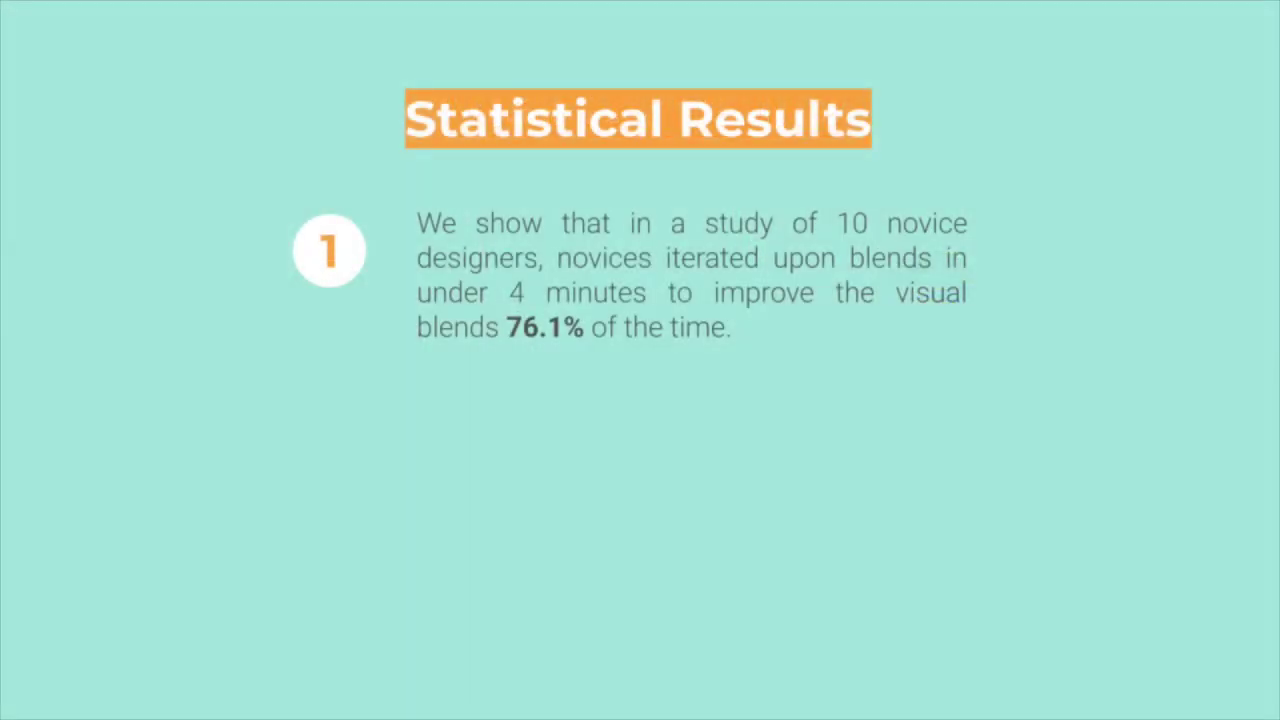 Statistical Results
1
We show that in a study of 10 novice
designers, novices iterated upon blends in
under 4 minutes to improve the visual
blends 76.1% of the time.